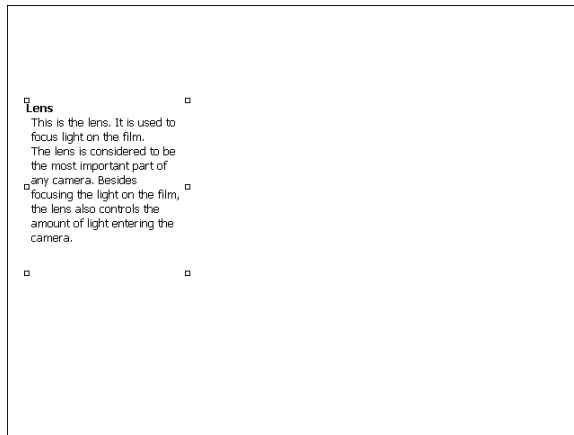 Lens
This is the lens. It is used to
focus light on the film.
The lens is considered to be
the most important part of
any camera. Besides
focusing the light on the film,
the lens also controls the
amount of light entering the
camera.